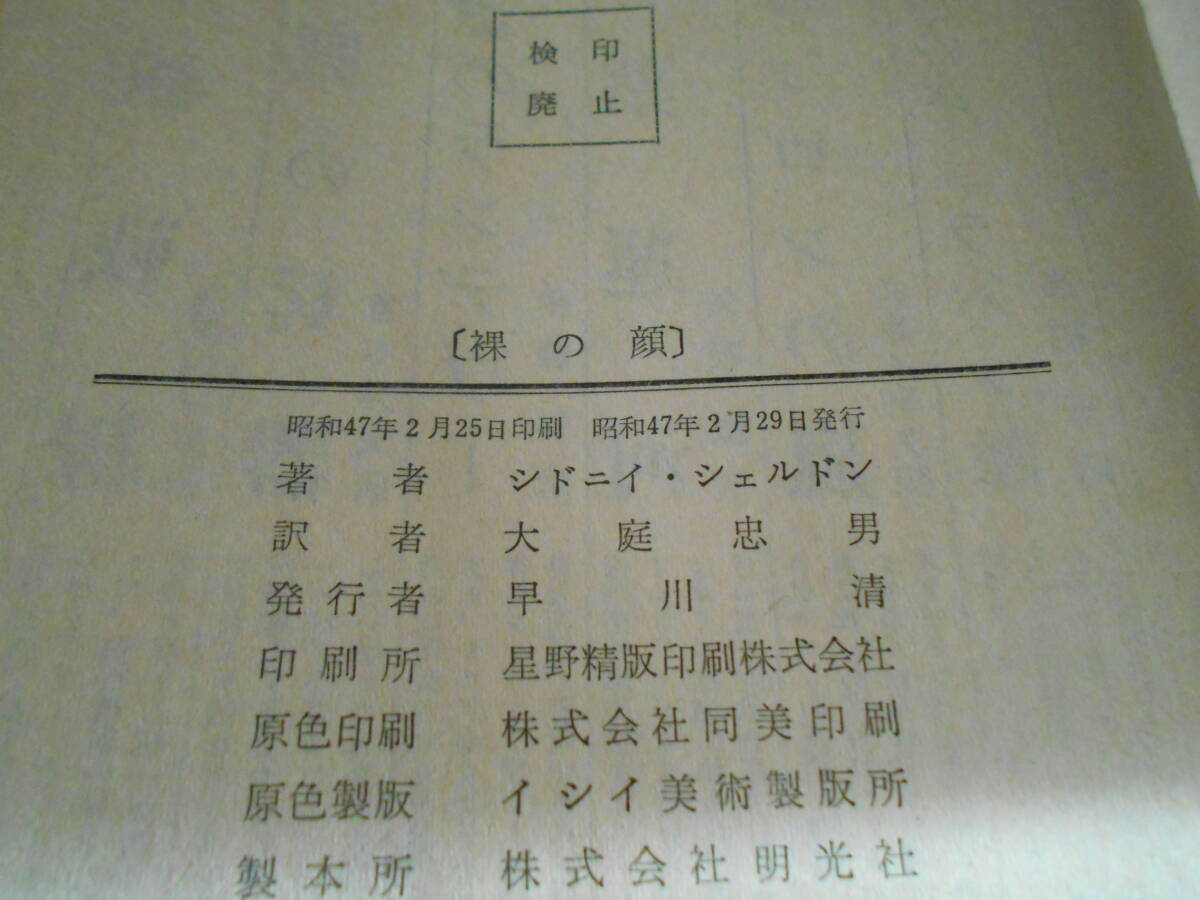 検印
廃止
〔裸の顔〕
昭和47年2月25日印刷 昭和47年2月29日発行
著者 シドニイ・シェルドン
訳者 大庭忠男
発行者 早川清
印刷所 星野精版印刷株式会社
原色印刷 株式会社同美印刷
原色製版 イシイ美術製版所
製本所 株式会社明光社